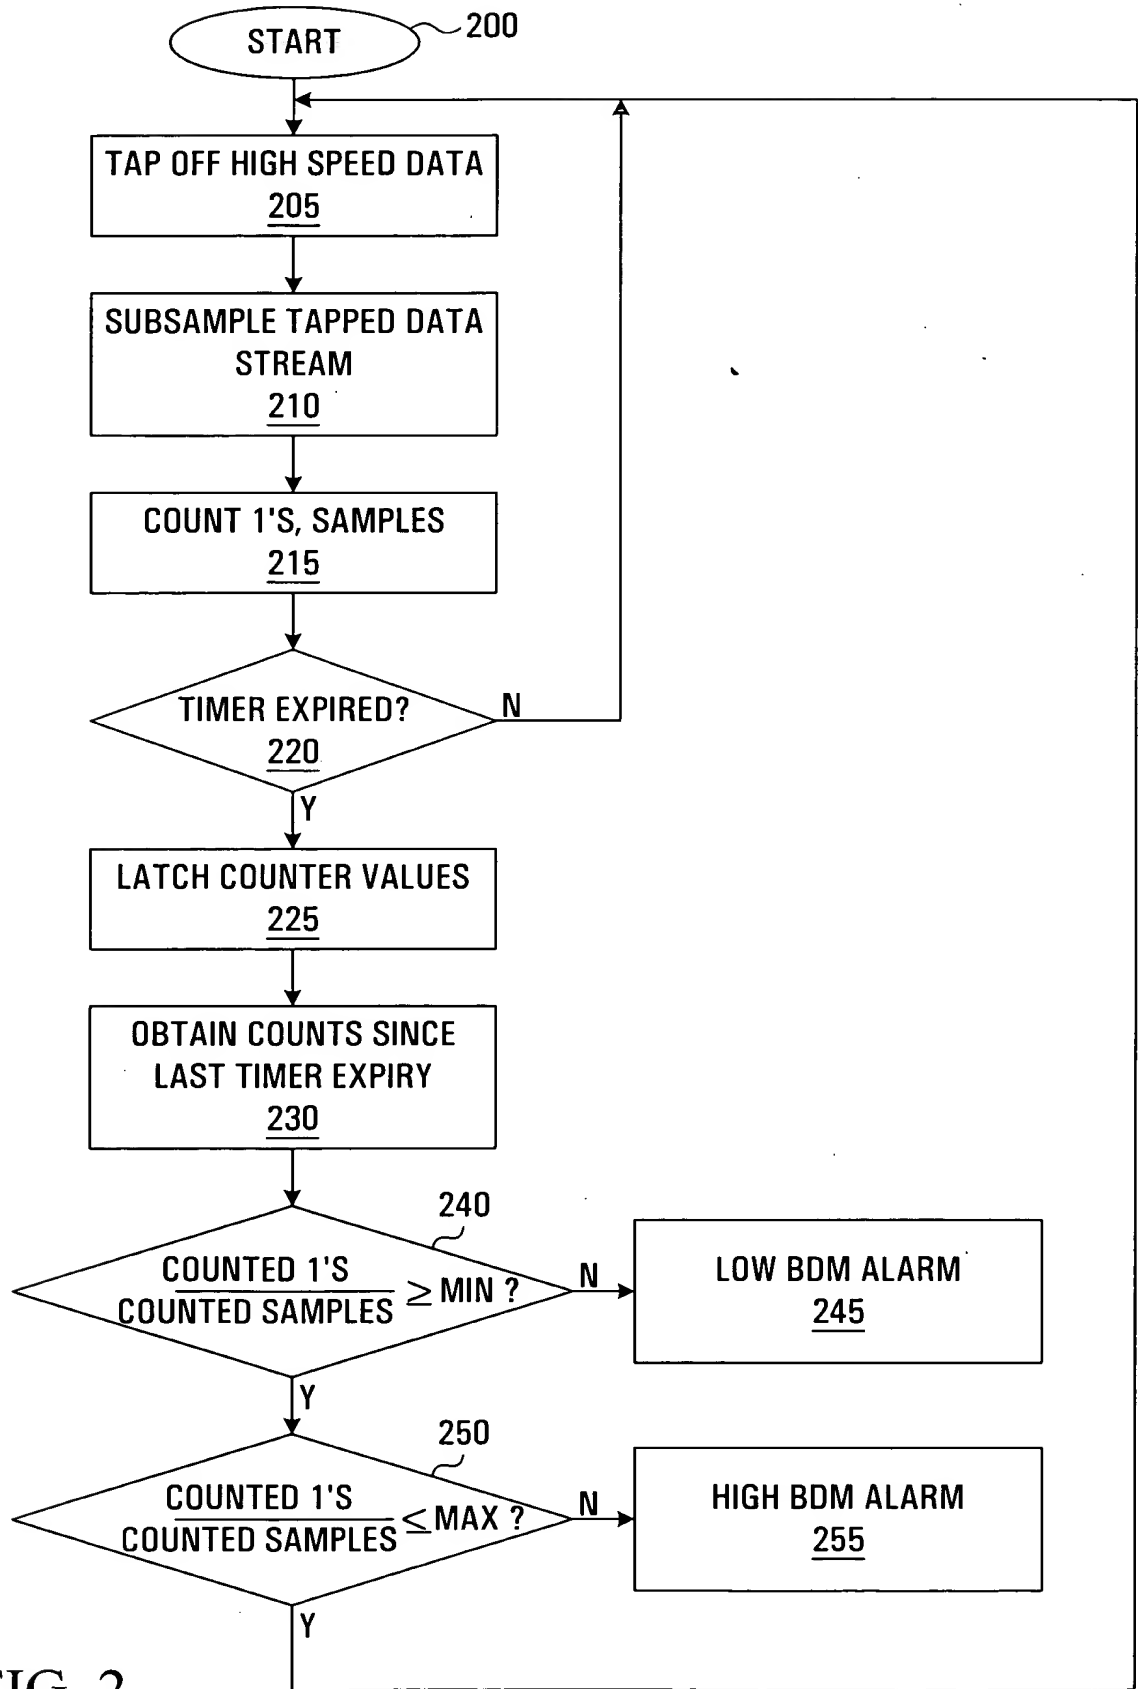 START
200
TAP OFF HIGH SPEED DATA
205
SUBSAMPLE TAPPED DATA
STREAM
210
COUNT 1'S, SAMPLES
215
TIMER EXPIRED?
220
N
Y
LATCH COUNTER VALUES
225
OBTAIN COUNTS SINCE
LAST TIMER EXPIRY
230
240
COUNTED 1'S
COUNTED SAMPLES ≥ MIN ?
N
LOW BDM ALARM
245
Y
250
COUNTED 1'S
COUNTED SAMPLES ≤ MAX ?
N
HIGH BDM ALARM
255
Y
FIG. 2